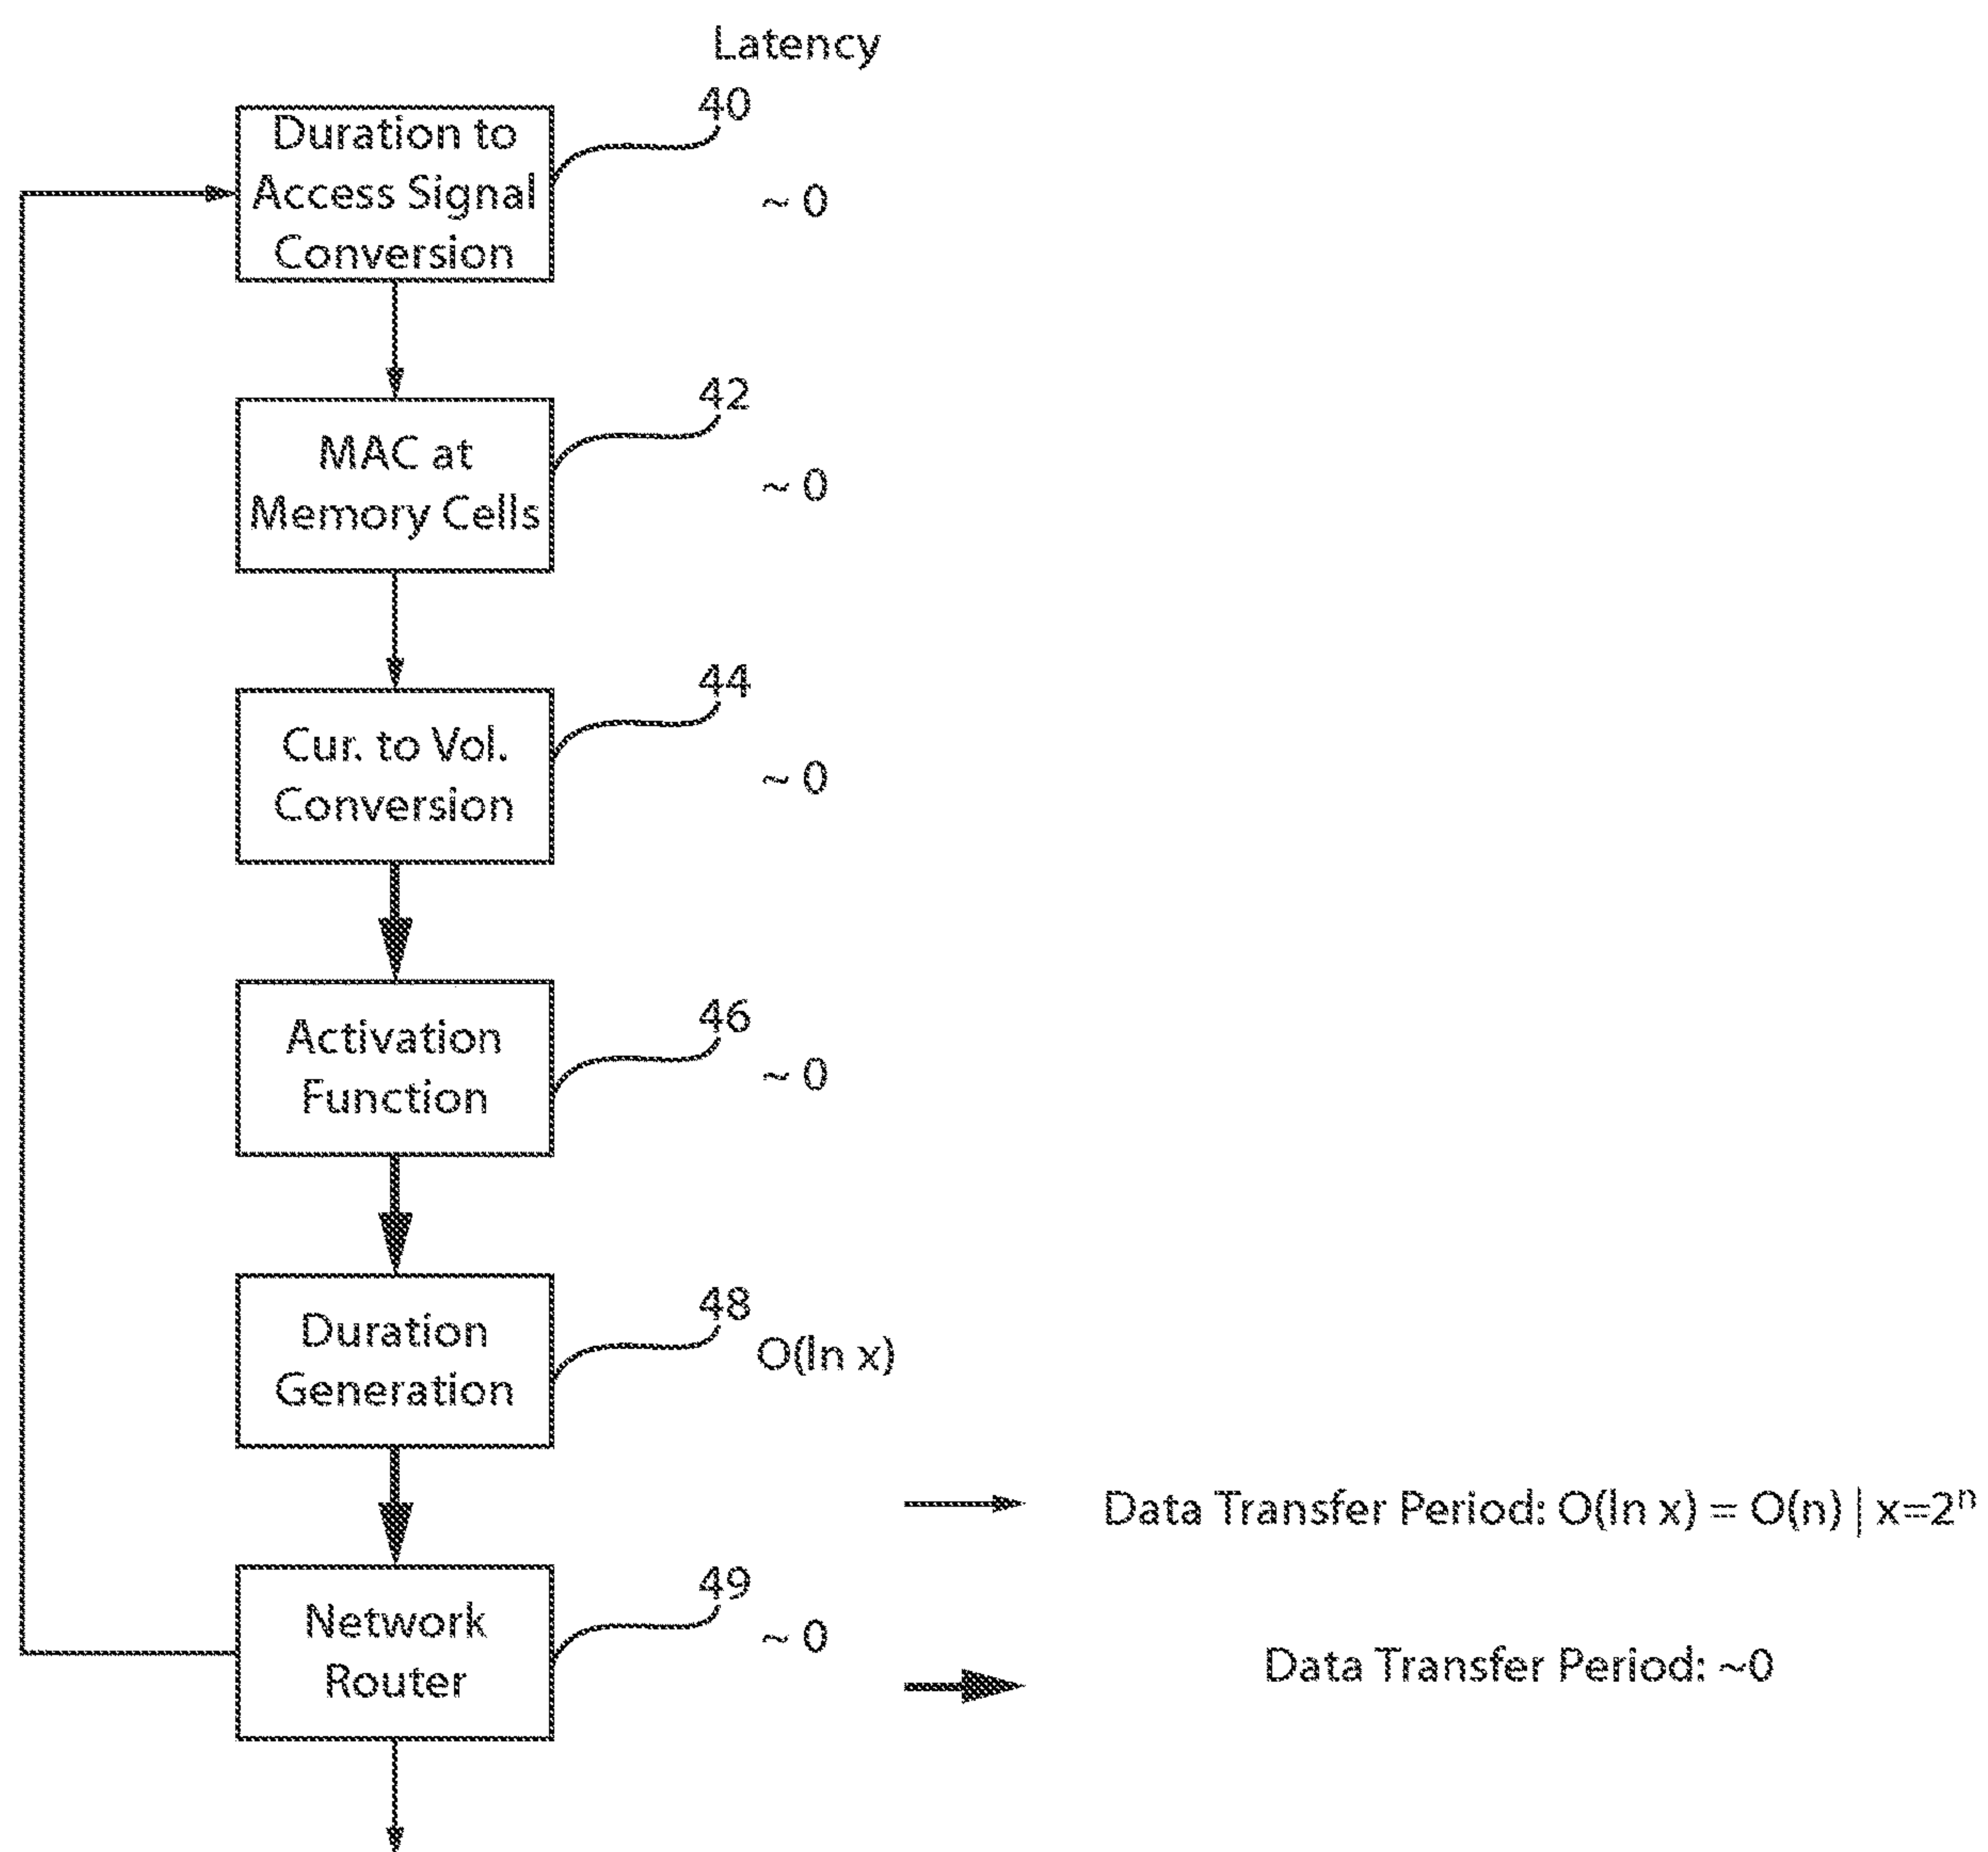 Latency
40
Duration to
Access Signal
Conversion
~ 0
42
MAC at
Memory Cells
~ 0
44
Cur. to Vol.
Conversion
~ 0
46
Activation
Function
~ 0
48
Duration
Generation
O(ln x)
Data Transfer Period: O(ln x) = O(n) | x=2ⁿ
49
Network
Router
~ 0
Data Transfer Period: ~0